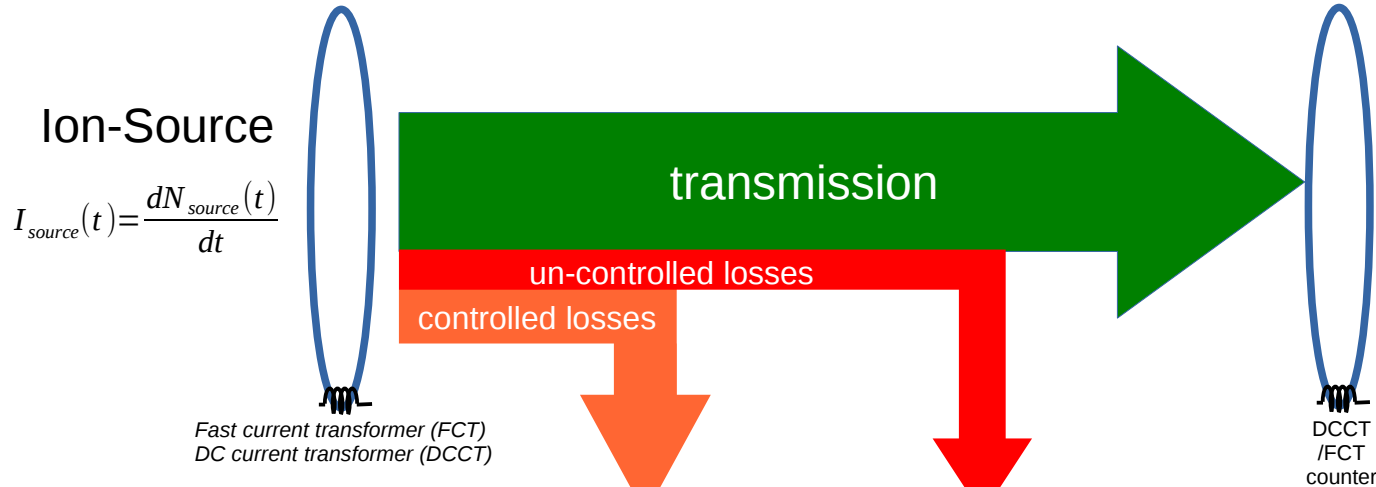 Ion-Source
I_source(t)=dN_source(t)/dt
transmission
un-controlled losses
controlled losses
Fast current transformer (FCT)
DC current transformer (DCCT)
DCCT
/FCT
counter